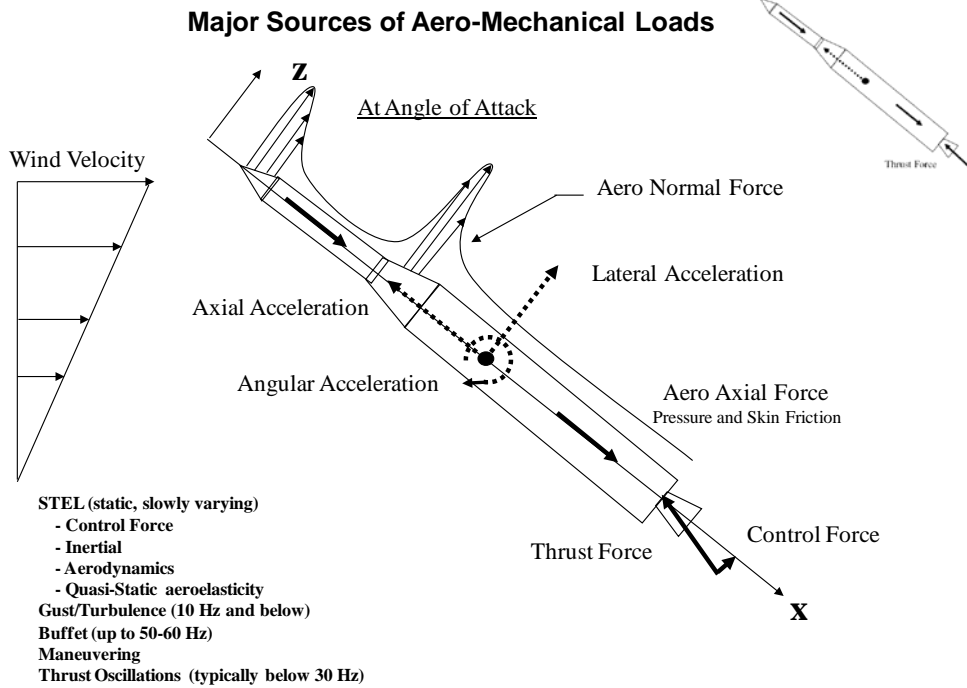 Major Sources of Aero-Mechanical Loads
z
At Angle of Attack
Thrust Force
Wind Velocity
Aero Normal Force
Lateral Acceleration
Axial Acceleration
Angular Acceleration
Aero Axial Force
Pressure and Skin Friction
Thrust Force
Control Force
x
STEL (static, slowly varying)
- Control Force
- Inertial
- Aerodynamics
- Quasi-Static aeroelasticity
Gust/Turbulence (10 Hz and below)
Buffet (up to 50-60 Hz)
Maneuvering
Thrust Oscillations (typically below 30 Hz)